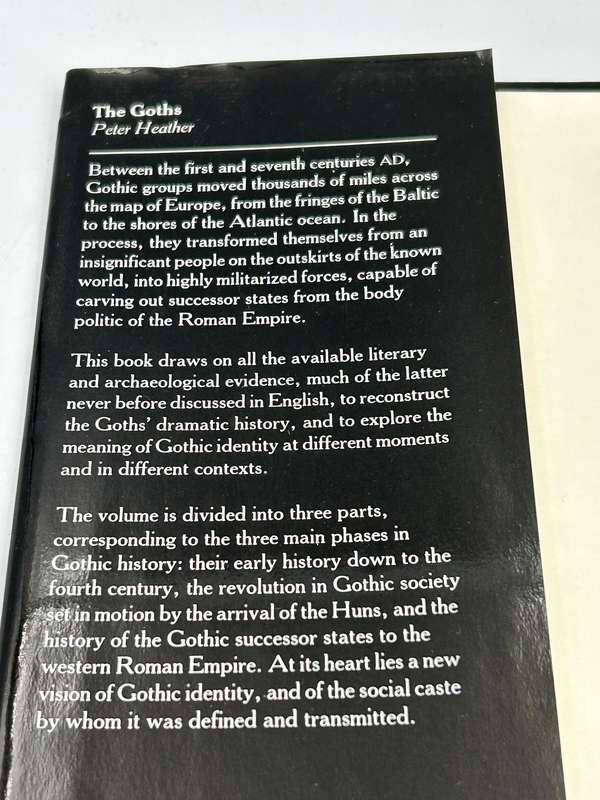 The Goths
Peter Heather
Between the first and seventh centuries AD,
Gothic groups moved thousands of miles across
the map of Europe, from the fringes of the Baltic
to the shores of the Atlantic ocean. In the
process, they transformed themselves from an
insignificant people on the outskirts of the known
world, into highly militarized forces, capable of
carving out successor states from the body
politic of the Roman Empire.
This book draws on all the available literary
and archaeological evidence, much of the latter
never before discussed in English, to reconstruct
the Goths' dramatic history, and to explore the
meaning of Gothic identity at different moments
and in different contexts.
The volume is divided into three parts,
corresponding to the three main phases in
Gothic history: their early history down to the
fourth century, the revolution in Gothic society
set in motion by the arrival of the Huns, and the
history of the Gothic successor states to the
western Roman Empire. At its heart lies a new
vision of Gothic identity, and of the social caste
by whom it was defined and transmitted.